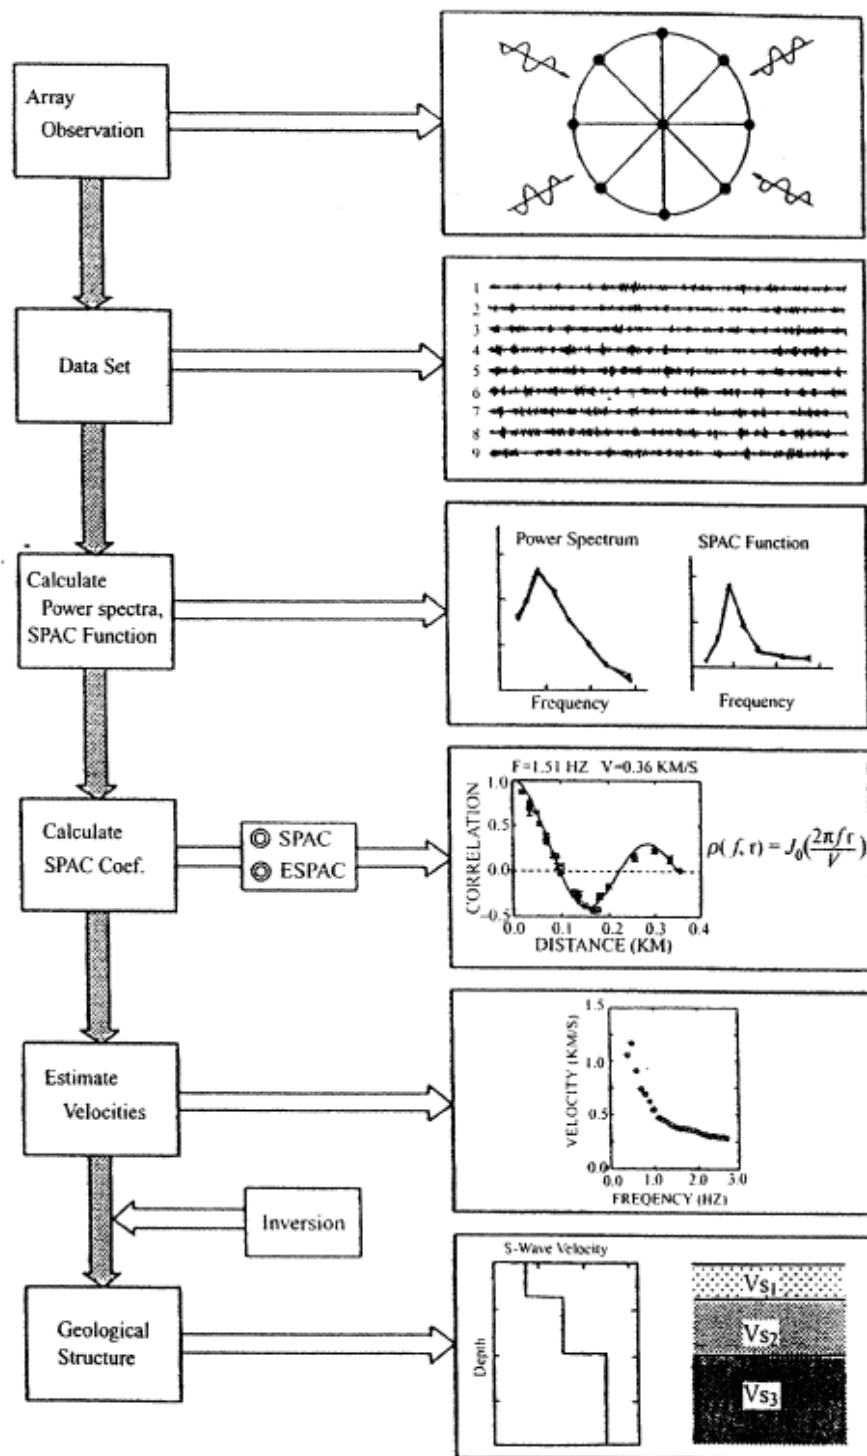 Array
Observation
1
2
3
4
5
6
7
8
9
Data Set
Power Spectrum
SPAC Function
Calculate
Power spectra,
SPAC Function
Frequency
Frequency
F=1.51 HZ V=0.36 KM/S
Calculate
SPAC Coef.
SPAC
ESPAC
CORRELATION
1.0
0.5
0.0
-0.5
0.0 0.1 0.2 0.3 0.4
DISTANCE (KM)
ρ(f,r) = J₀(2πfr/V)
Estimate
Velocities
VELOCITY (KM/S)
1.5
1.0
0.5
0.0
0.0 1.0 2.0 3.0
FREQENCY (HZ)
Inversion
S-Wave Velocity
Depth
Geological
Structure
Vs₁
Vs₂
Vs₃